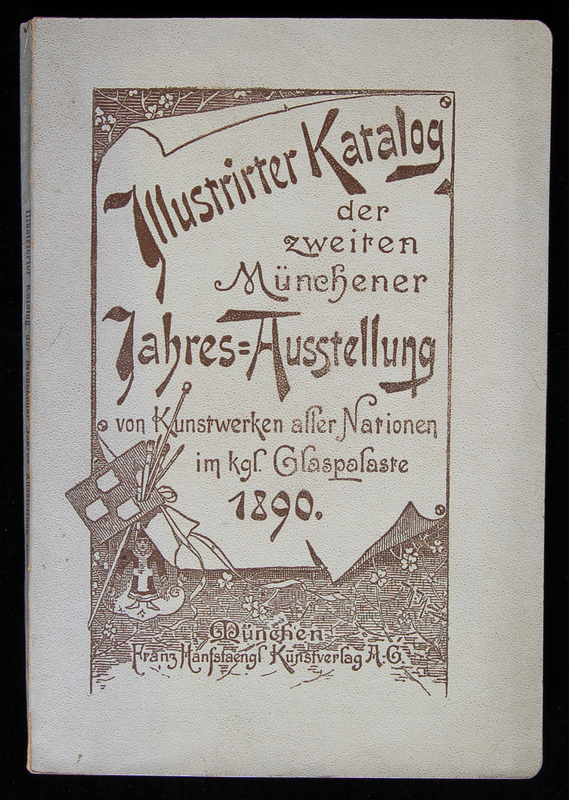 Illustrirter Katalog
der
zweiten
Münchener
Jahres=Ausstellung
von Kunstwerken aller Nationen
im kgl. Glaspalaste
1890.
München
Franz Hanfstaengl Kunstverlag A.G.